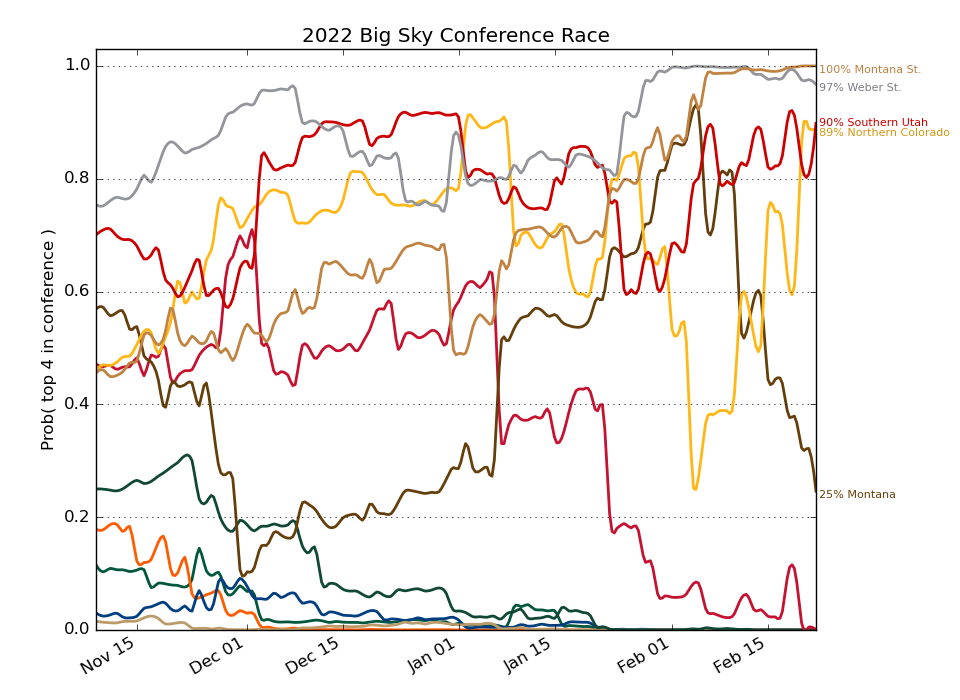 2022 Big Sky Conference Race
Prob( top 4 in conference )
1.0
0.8
0.6
0.4
0.2
0.0
Nov 15
Dec 01
Dec 15
Jan 01
Jan 15
Feb 01
Feb 15
100% Montana St.
97% Weber St.
90% Southern Utah
89% Northern Colorado
25% Montana